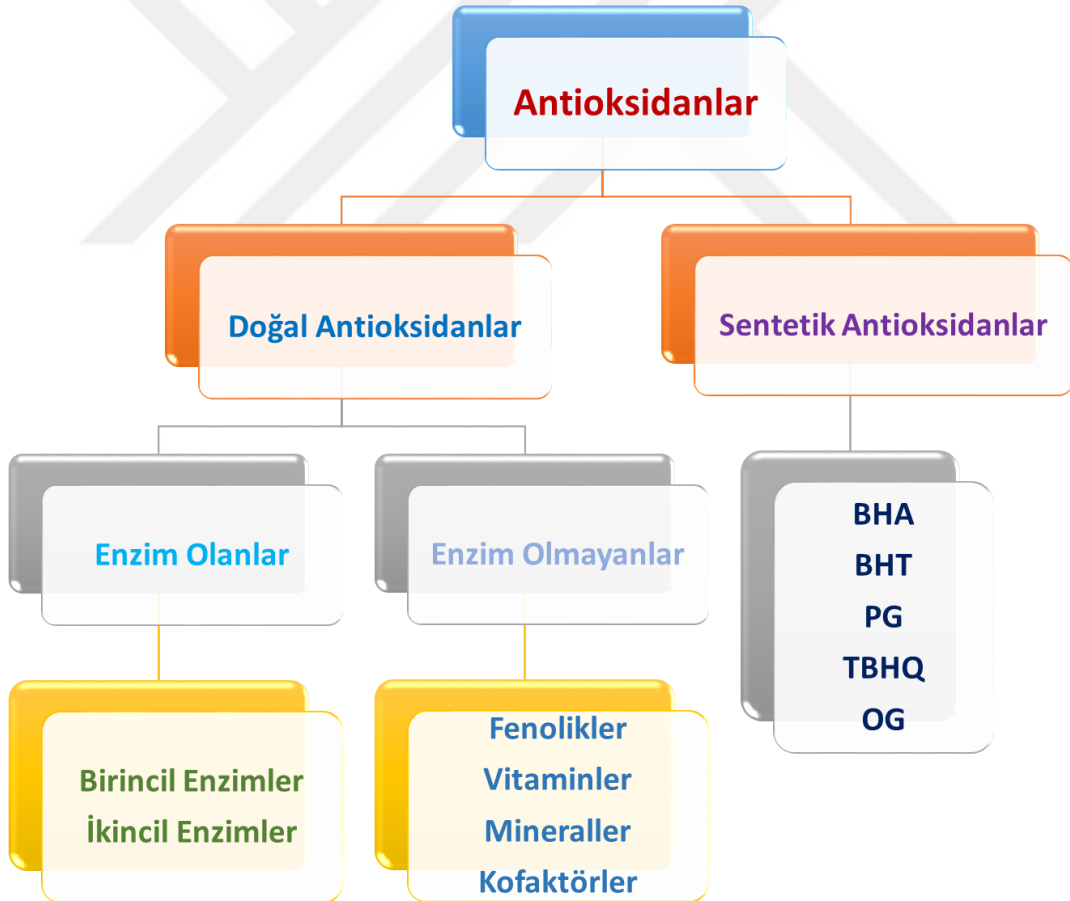 Antioksidanlar
Doğal Antioksidanlar
Sentetik Antioksidanlar
Enzim Olanlar
Enzim Olmayanlar
BHA
BHT
PG
TBHQ
OG
Birincil Enzimler
İkincil Enzimler
Fenolikler
Vitaminler
Mineraller
Kofaktörler